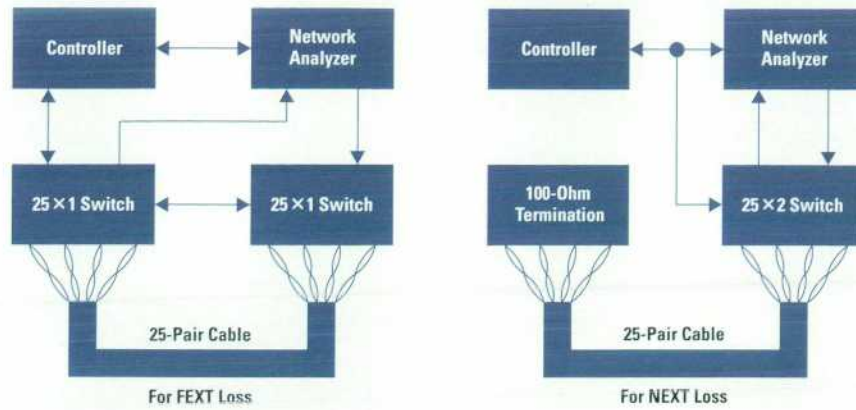 Controller
Network
Analyzer
25×1 Switch
25×1 Switch
25-Pair Cable
For FEXT Loss
Controller
Network
Analyzer
100-Ohm
Termination
25×2 Switch
25-Pair Cable
For NEXT Loss